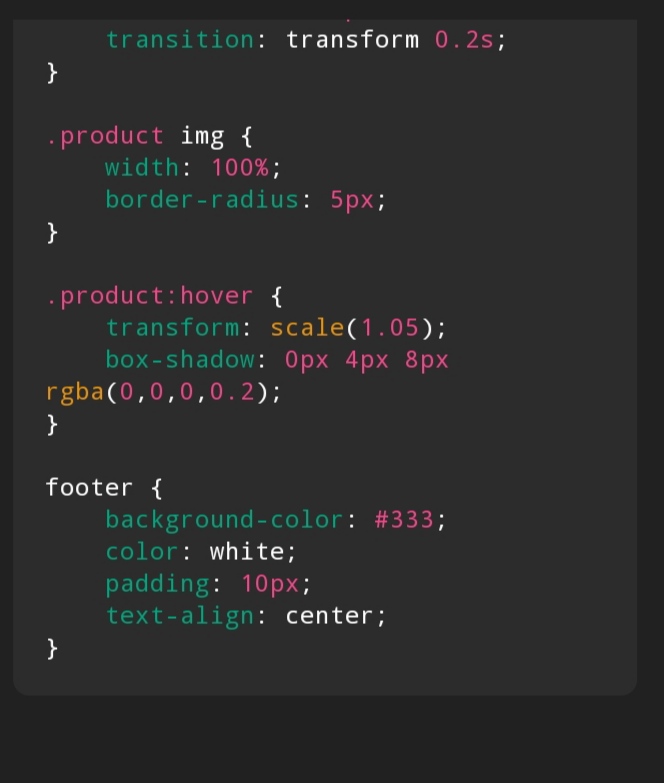 transition: transform 0.2s;
}

.product img {
    width: 100%;
    border-radius: 5px;
}

.product:hover {
    transform: scale(1.05);
    box-shadow: 0px 4px 8px
rgba(0,0,0,0.2);
}

footer {
    background-color: #333;
    color: white;
    padding: 10px;
    text-align: center;
}